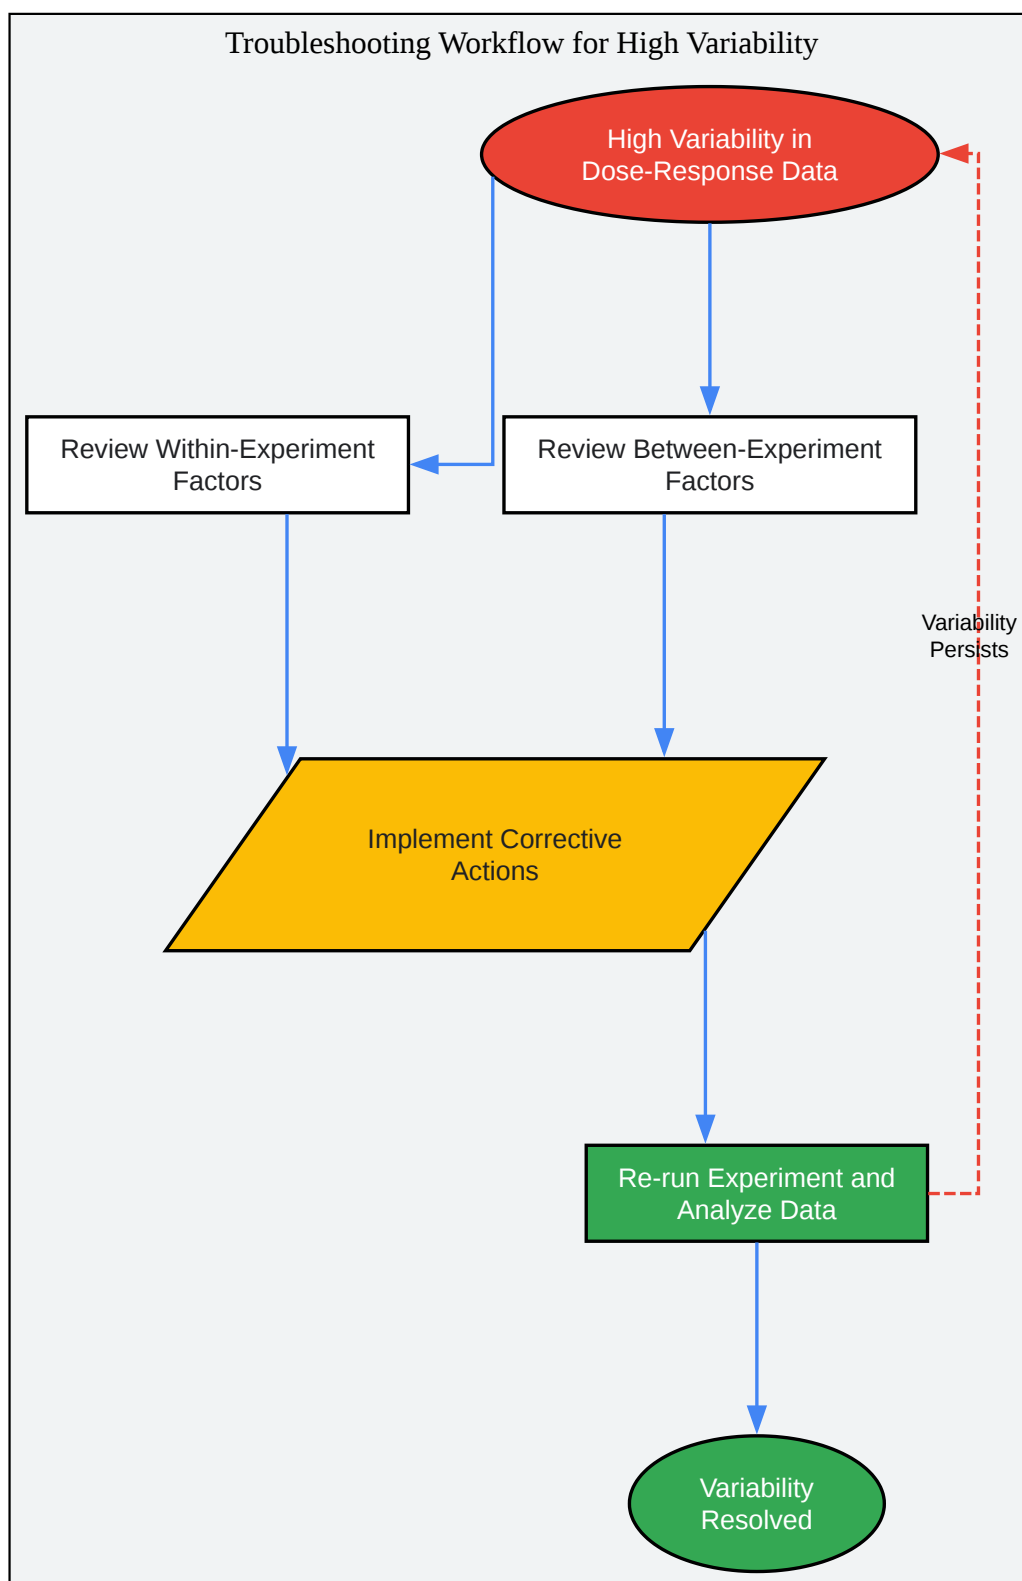 Troubleshooting Workflow for High Variability
High Variability in
Dose-Response Data
Review Within-Experiment
Factors
Review Between-Experiment
Factors
Variability
Persists
Implement Corrective
Actions
Re-run Experiment and
Analyze Data
Variability
Resolved